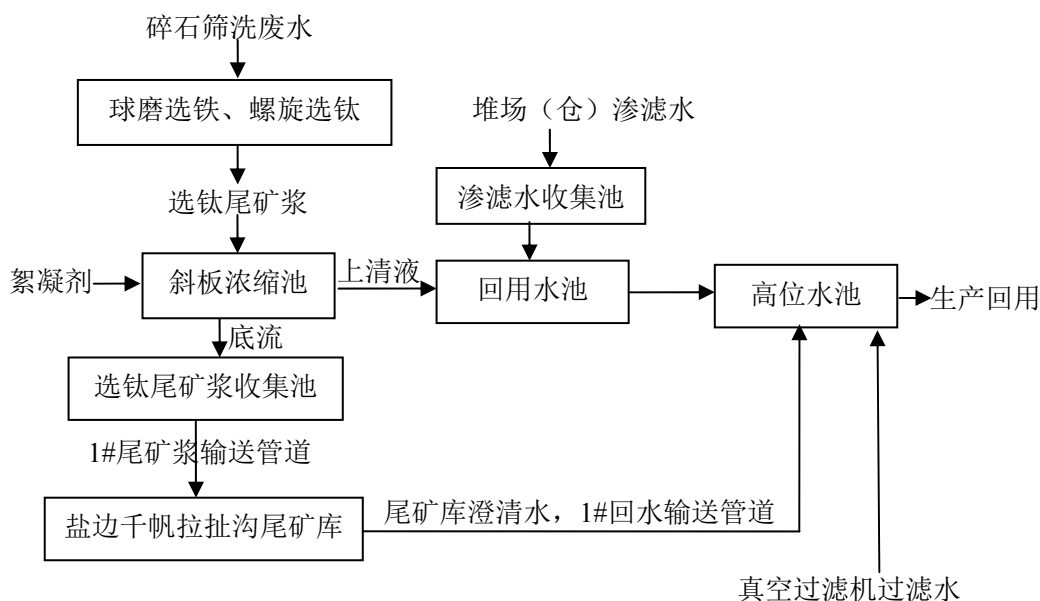 碎石筛洗废水
球磨选铁、螺旋选钛
堆场（仓）渗滤水
选钛尾矿浆
渗滤水收集池
絮凝剂
斜板浓缩池
上清液
回用水池
高位水池
生产回用
底流
选钛尾矿浆收集池
1#尾矿浆输送管道
盐边千帆拉扯沟尾矿库
尾矿库澄清水，1#回水输送管道
真空过滤机过滤水